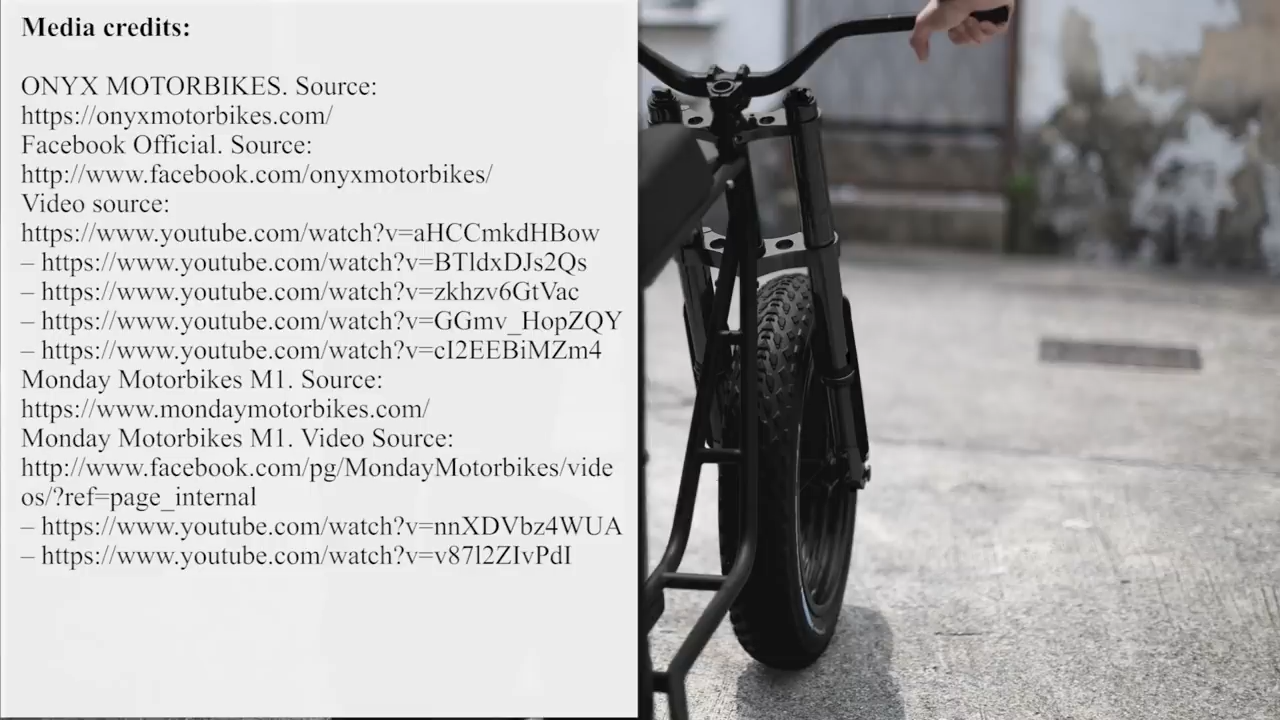 Media credits:
ONYX MOTORBIKES. Source:
https://onyxmotorbikes.com/
Facebook Official. Source:
http://www.facebook.com/onyxmotorbikes/
Video source:
https://www.youtube.com/watch?v=aHCCmkdHBow
– https://www.youtube.com/watch?v=BTldxDJs2Qs
– https://www.youtube.com/watch?v=zkhzv6GtVac
– https://www.youtube.com/watch?v=GGmv_HopZQY
– https://www.youtube.com/watch?v=cI2EEBiMZm4
Monday Motorbikes M1. Source:
https://www.mondaymotorbikes.com/
Monday Motorbikes M1. Video Source:
http://www.facebook.com/pg/MondayMotorbikes/vide
os/?ref=page_internal
– https://www.youtube.com/watch?v=nnXDVbz4WUA
– https://www.youtube.com/watch?v=v87l2ZIvPdI